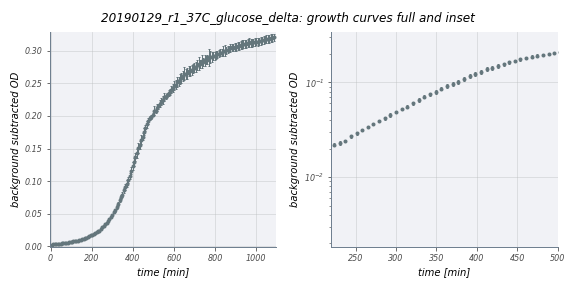 20190129_r1_37C_glucose_delta: growth curves full and inset
background subtracted OD
0.30
0.25
0.20
0.15
0.10
0.05
0.00
0 200 400 600 800 1000
time [min]
background subtracted OD
10⁻¹
10⁻²
250 300 350 400 450 500
time [min]